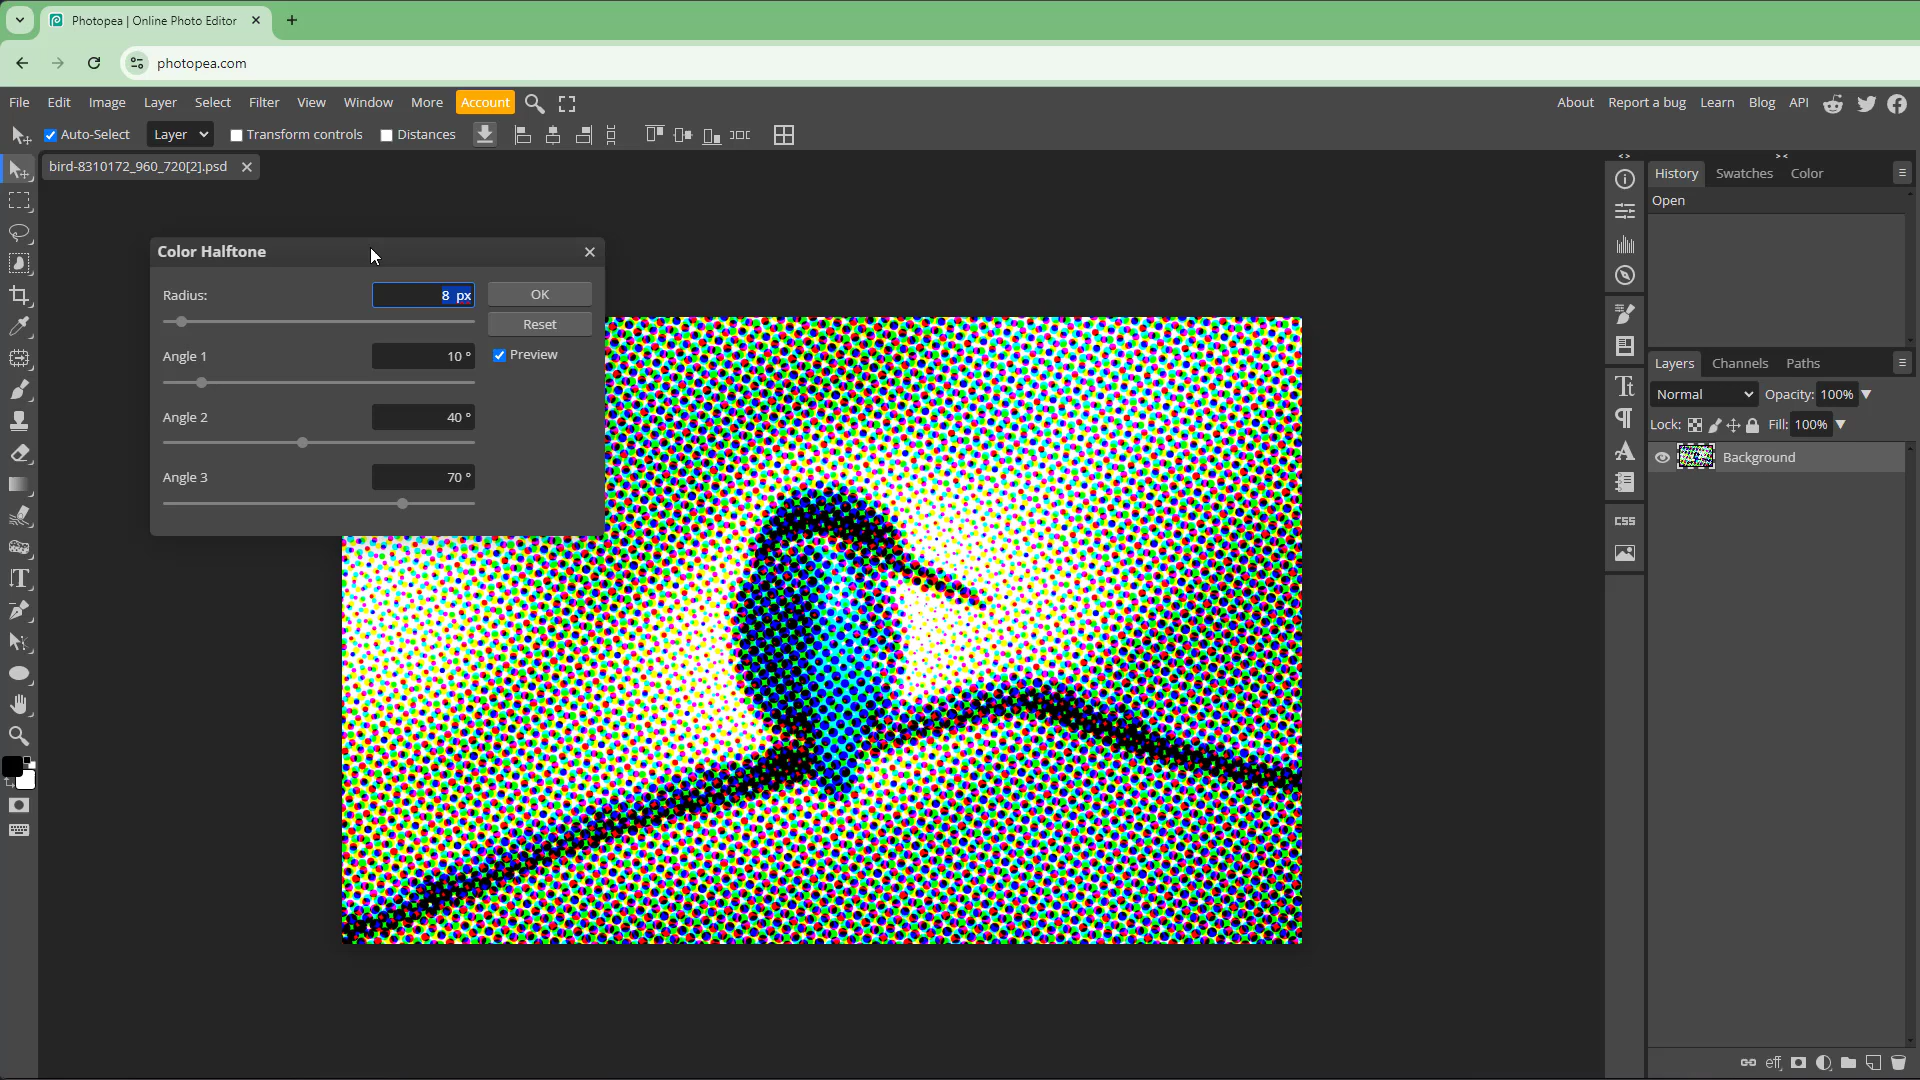 Photopea | Online Photo Editor
photopea.com
File Edit Image Layer Select Filter View Window More Account About Report a bug Learn Blog API
Auto-Select Layer Transform controls Distances
bird-8310172_960_720[2].psd
History Swatches Color
Open
Color Halftone
Radius: 8 px OK
Reset
Angle 1 10 ° Preview
Angle 2 40 °
Angle 3 70 °
Layers Channels Paths
Normal Opacity: 100%
Lock: Fill: 100%
Background
CSS
eff